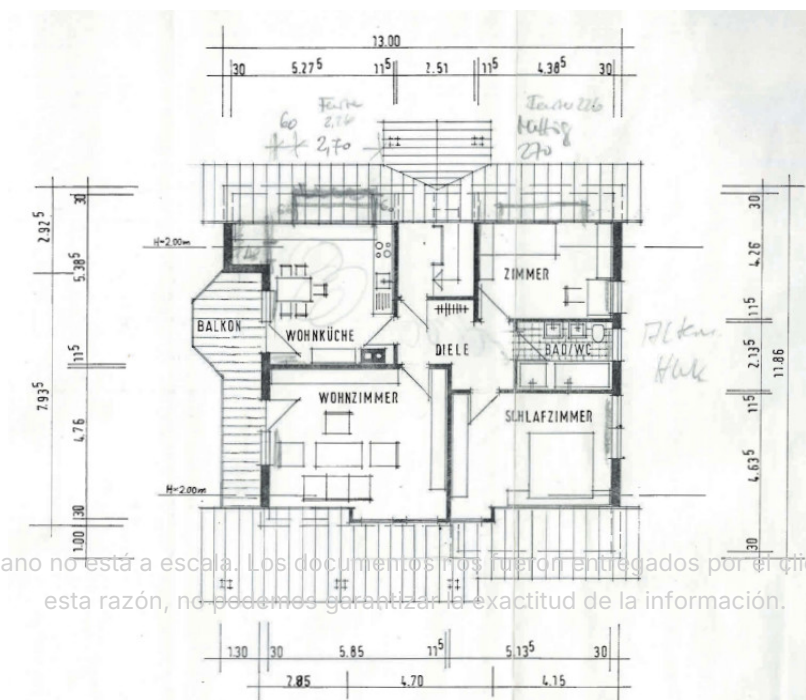 13.00
30 5.27⁵ 11⁵ 2.51 11⁵ 4.38⁵ 30
60
2,70
270
2.92⁵
7.93⁵
30
5.38⁵
11⁵
4.76
30
1.00
H=2.00m
ZIMMER
BALKON
WOHNKÜCHE
DIELE
BAD/WC
WOHNZIMMER
SCHLAFZIMMER
H=2.00m
30
4.26
11⁵
2.13⁵
11⁵
4.63⁵
30
11.86
ano no está a escala. Los documentos nos fueron entregados por el cli
esta razón, no podemos garantizar la exactitud de la información.
1.30 30 5.85 11⁵ 5.13⁵ 30
2.85 4.70 4.15